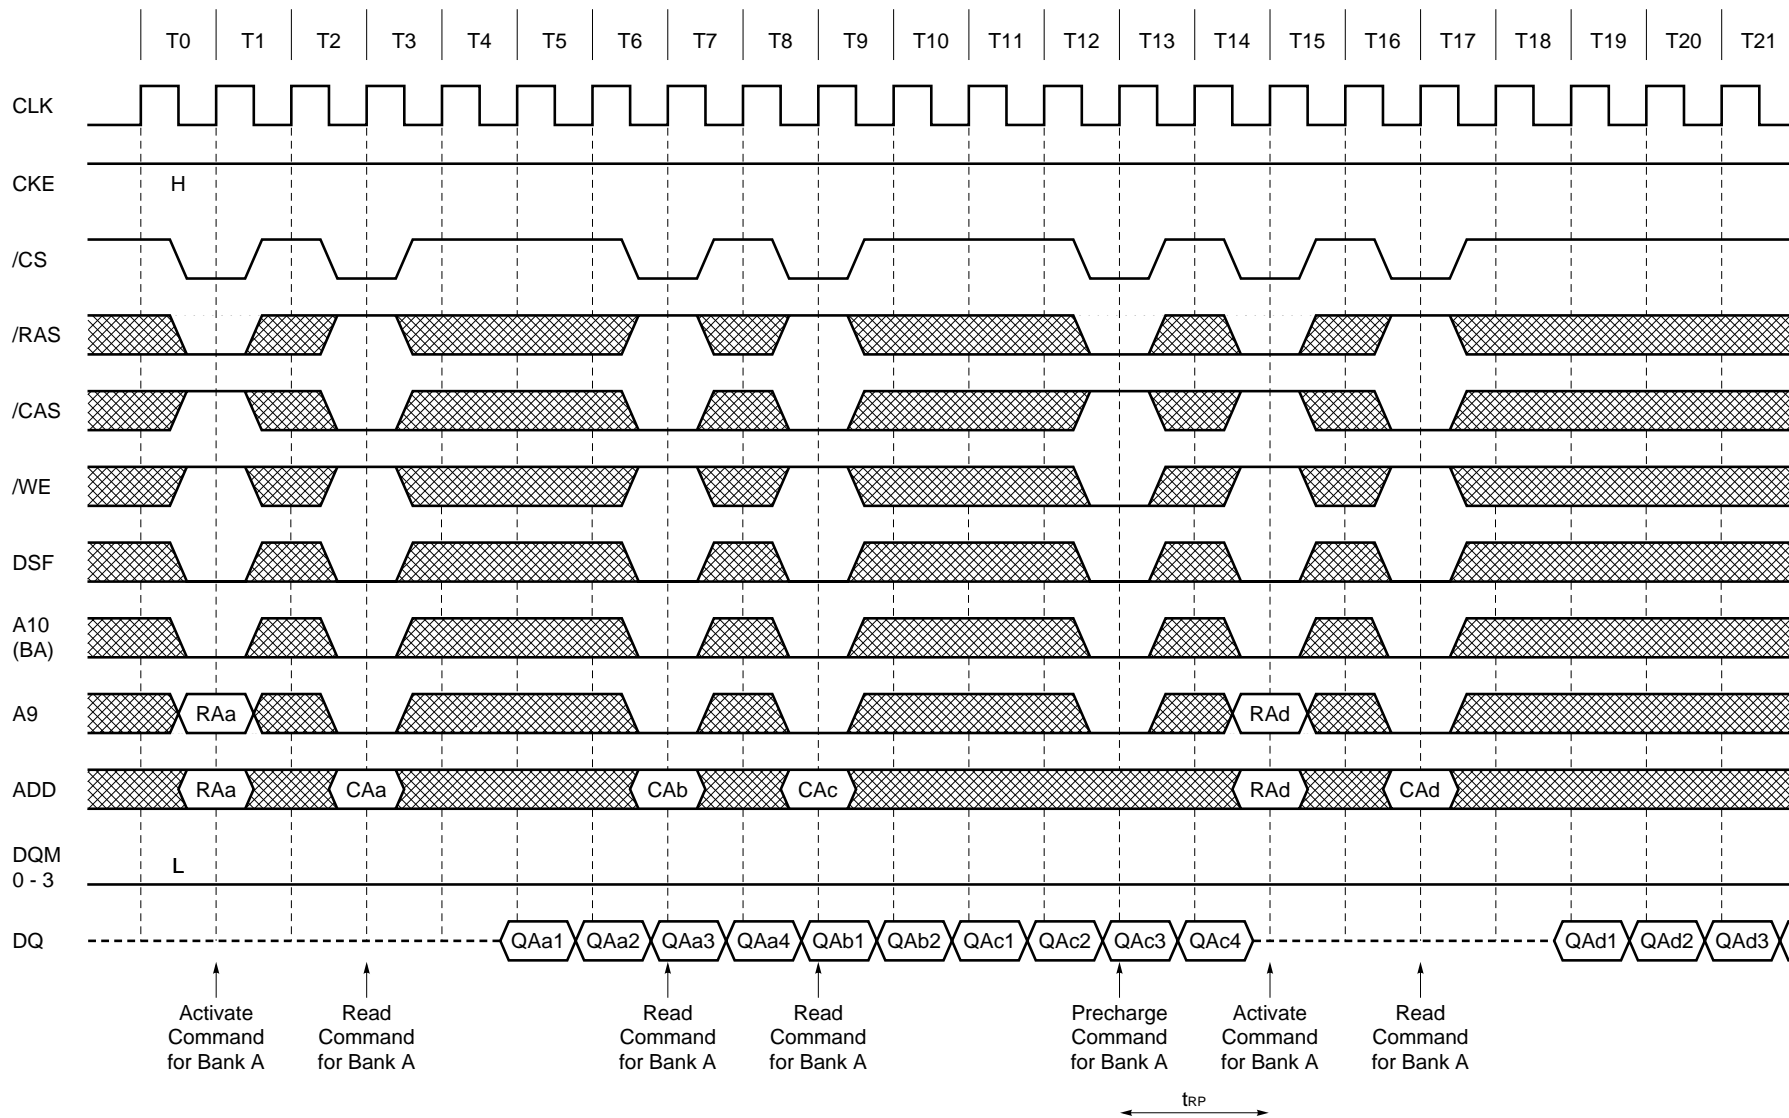 T0 T1 T2 T3 T4 T5 T6 T7 T8 T9 T10 T11 T12 T13 T14 T15 T16 T17 T18 T19 T20 T21
CLK
CKE H
/CS
/RAS
/CAS
/WE
DSF
A10
(BA)
A9 RAa RAd
ADD RAa CAa CAb CAc RAd CAd
DQM
0 - 3
L
DQ QAa1 QAa2 QAa3 QAa4 QAb1 QAb2 QAc1 QAc2 QAc3 QAc4 QAd1 QAd2 QAd3
Activate
Command
for Bank A
Read
Command
for Bank A
Read
Command
for Bank A
Read
Command
for Bank A
Precharge
Command
for Bank A
Activate
Command
for Bank A
Read
Command
for Bank A
tRP